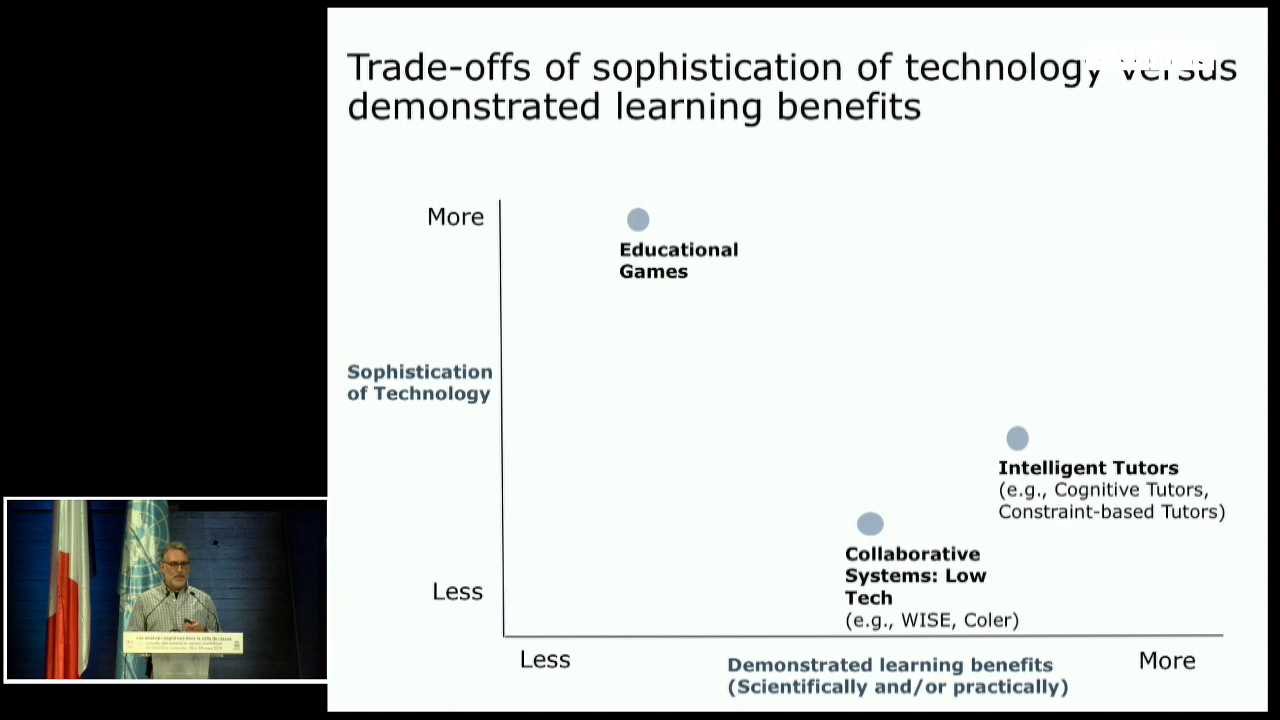 Trade-offs of sophistication of technology versus
demonstrated learning benefits
More
Educational
Games
Sophistication
of Technology
Intelligent Tutors
(e.g., Cognitive Tutors,
Constraint-based Tutors)
Collaborative
Systems: Low
Tech
(e.g., WISE, Coler)
Less
Less
Demonstrated learning benefits
(Scientifically and/or practically)
More